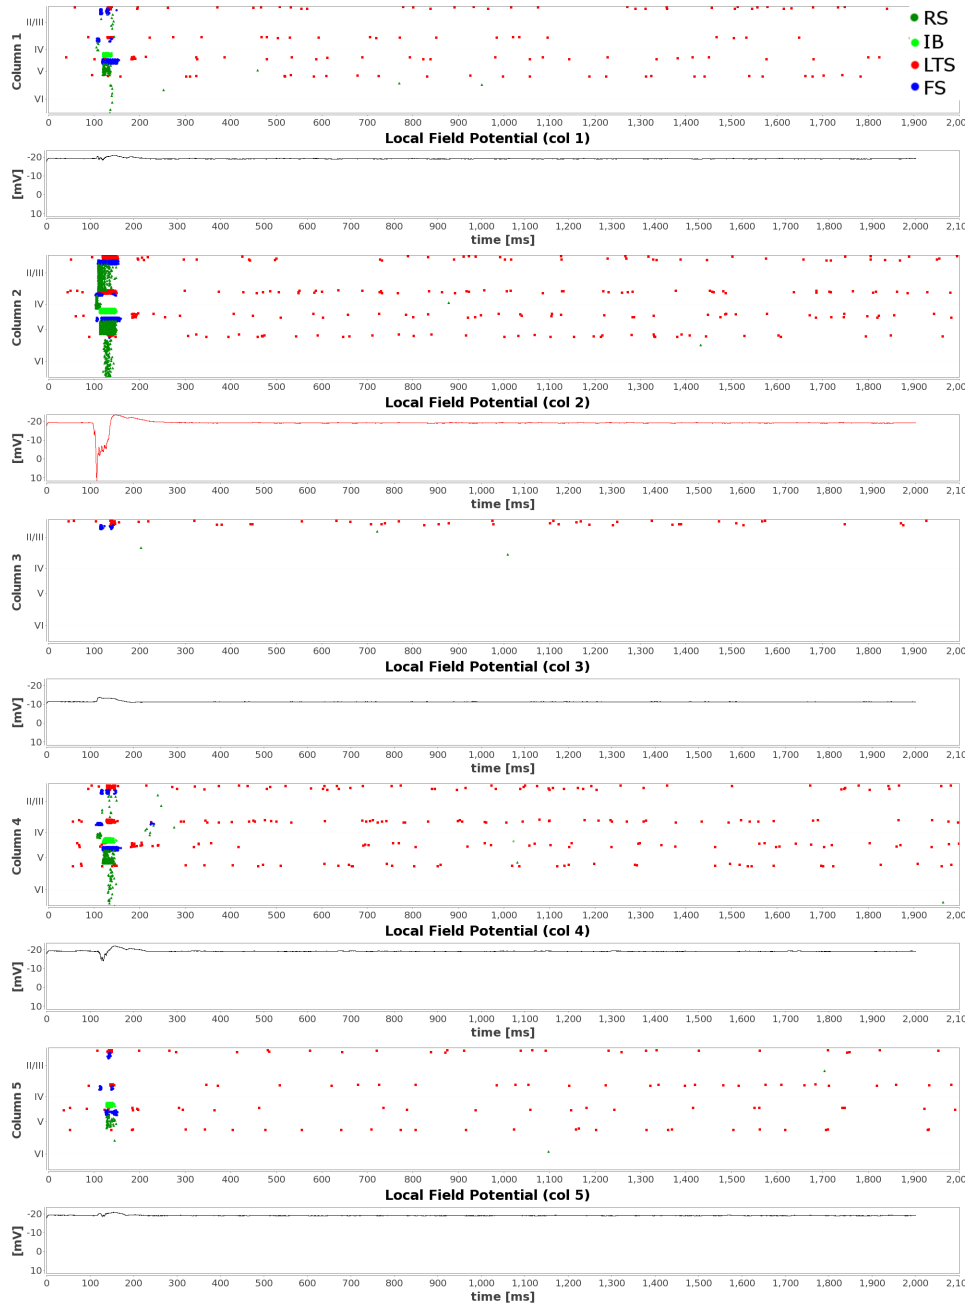 RS
IB
LTS
FS
Column 1
II/III
IV
V
VI
0 100 200 300 400 500 600 700 800 900 1,000 1,100 1,200 1,300 1,400 1,500 1,600 1,700 1,800 1,900 2,00
Local Field Potential (col 1)
[mV]
-20
-10
0
10
0 100 200 300 400 500 600 700 800 900 1,000 1,100 1,200 1,300 1,400 1,500 1,600 1,700 1,800 1,900 2,000 2,10
time [ms]
Column 2
II/III
IV
V
VI
0 100 200 300 400 500 600 700 800 900 1,000 1,100 1,200 1,300 1,400 1,500 1,600 1,700 1,800 1,900 2,00
Local Field Potential (col 2)
[mV]
-20
-10
0
10
0 100 200 300 400 500 600 700 800 900 1,000 1,100 1,200 1,300 1,400 1,500 1,600 1,700 1,800 1,900 2,000 2,10
time [ms]
Column 3
II/III
IV
V
VI
0 100 200 300 400 500 600 700 800 900 1,000 1,100 1,200 1,300 1,400 1,500 1,600 1,700 1,800 1,900 2,00
Local Field Potential (col 3)
[mV]
-20
-10
0
10
0 100 200 300 400 500 600 700 800 900 1,000 1,100 1,200 1,300 1,400 1,500 1,600 1,700 1,800 1,900 2,000 2,10
time [ms]
Column 4
II/III
IV
V
VI
0 100 200 300 400 500 600 700 800 900 1,000 1,100 1,200 1,300 1,400 1,500 1,600 1,700 1,800 1,900 2,00
Local Field Potential (col 4)
[mV]
-20
-10
0
10
0 100 200 300 400 500 600 700 800 900 1,000 1,100 1,200 1,300 1,400 1,500 1,600 1,700 1,800 1,900 2,000 2,10
time [ms]
Column 5
II/III
IV
V
VI
0 100 200 300 400 500 600 700 800 900 1,000 1,100 1,200 1,300 1,400 1,500 1,600 1,700 1,800 1,900 2,00
Local Field Potential (col 5)
[mV]
-20
-10
0
10
0 100 200 300 400 500 600 700 800 900 1,000 1,100 1,200 1,300 1,400 1,500 1,600 1,700 1,800 1,900 2,000 2,10
time [ms]